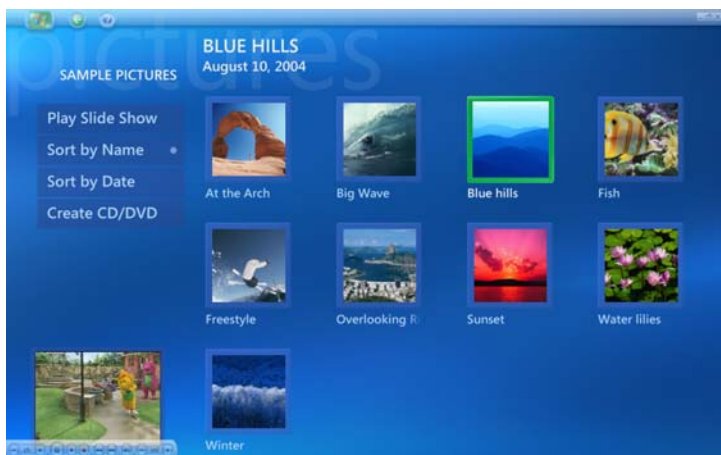 pictures
BLUE HILLS
August 10, 2004
SAMPLE PICTURES
Play Slide Show
Sort by Name
Sort by Date
Create CD/DVD
At the Arch
Big Wave
Blue hills
Fish
Freestyle
Overlooking R
Sunset
Water lilies
Winter